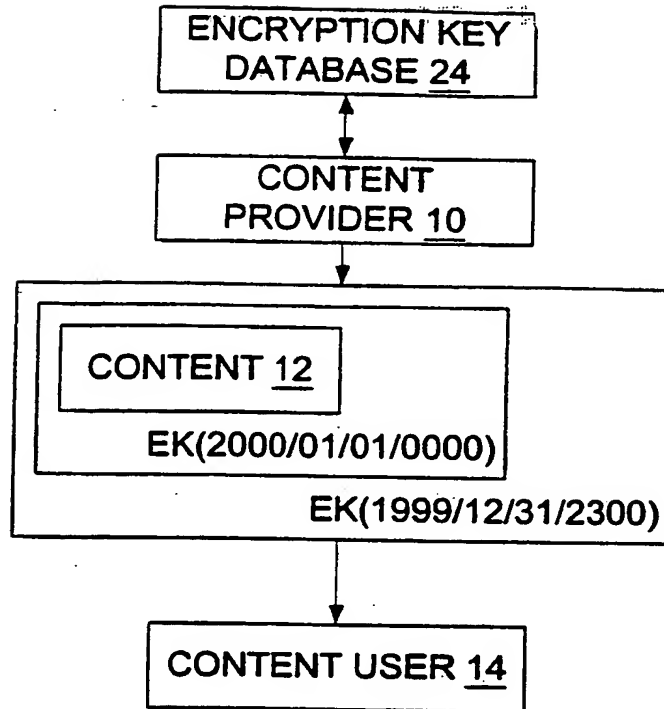 ENCRYPTION KEY
DATABASE 24
CONTENT
PROVIDER 10
CONTENT 12
EK(2000/01/01/0000)
EK(1999/12/31/2300)
CONTENT USER 14